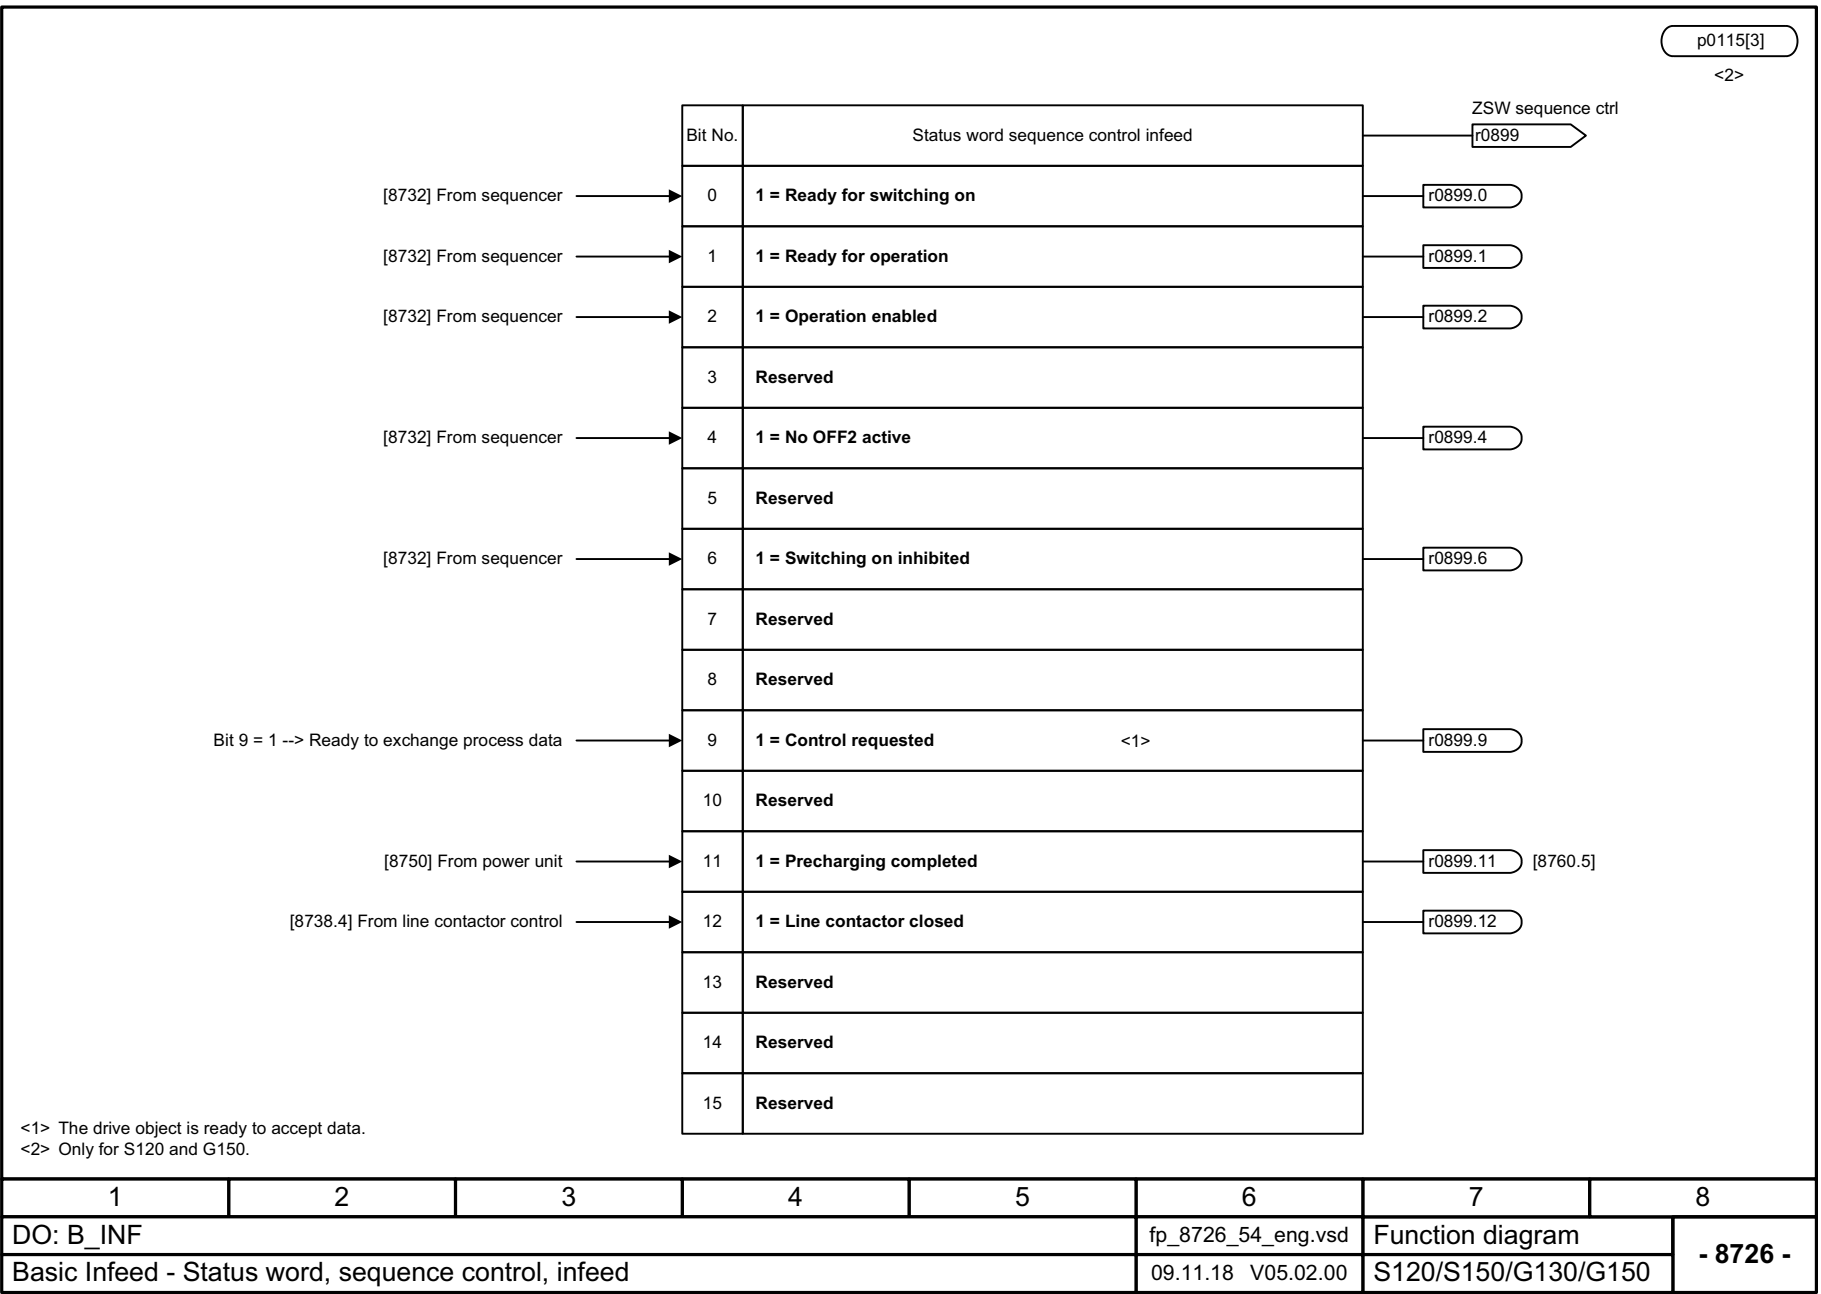 p0115[3]
<2>
ZSW sequence ctrl
Bit No. Status word sequence control infeed r0899
[8732] From sequencer 0 1 = Ready for switching on r0899.0
[8732] From sequencer 1 1 = Ready for operation r0899.1
[8732] From sequencer 2 1 = Operation enabled r0899.2
3 Reserved
[8732] From sequencer 4 1 = No OFF2 active r0899.4
5 Reserved
[8732] From sequencer 6 1 = Switching on inhibited r0899.6
7 Reserved
8 Reserved
Bit 9 = 1 --> Ready to exchange process data 9 1 = Control requested <1> r0899.9
10 Reserved
[8750] From power unit 11 1 = Precharging completed r0899.11 [8760.5]
[8738.4] From line contactor control 12 1 = Line contactor closed r0899.12
13 Reserved
14 Reserved
15 Reserved
<1> The drive object is ready to accept data.
<2> Only for S120 and G150.
1 2 3 4 5 6 7 8
DO: B_INF fp_8726_54_eng.vsd Function diagram - 8726 -
Basic Infeed - Status word, sequence control, infeed 09.11.18 V05.02.00 S120/S150/G130/G150